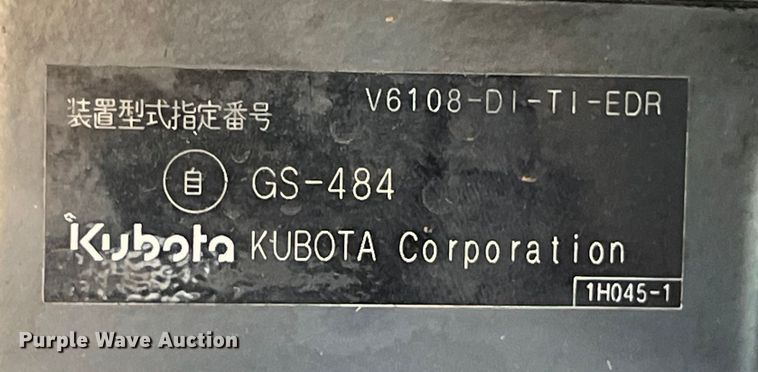 装置型式指定番号 V6108-DI-TI-EDR
自 GS-484
Kubota KUBOTA Corporation
1H045-1
Purple Wave Auction